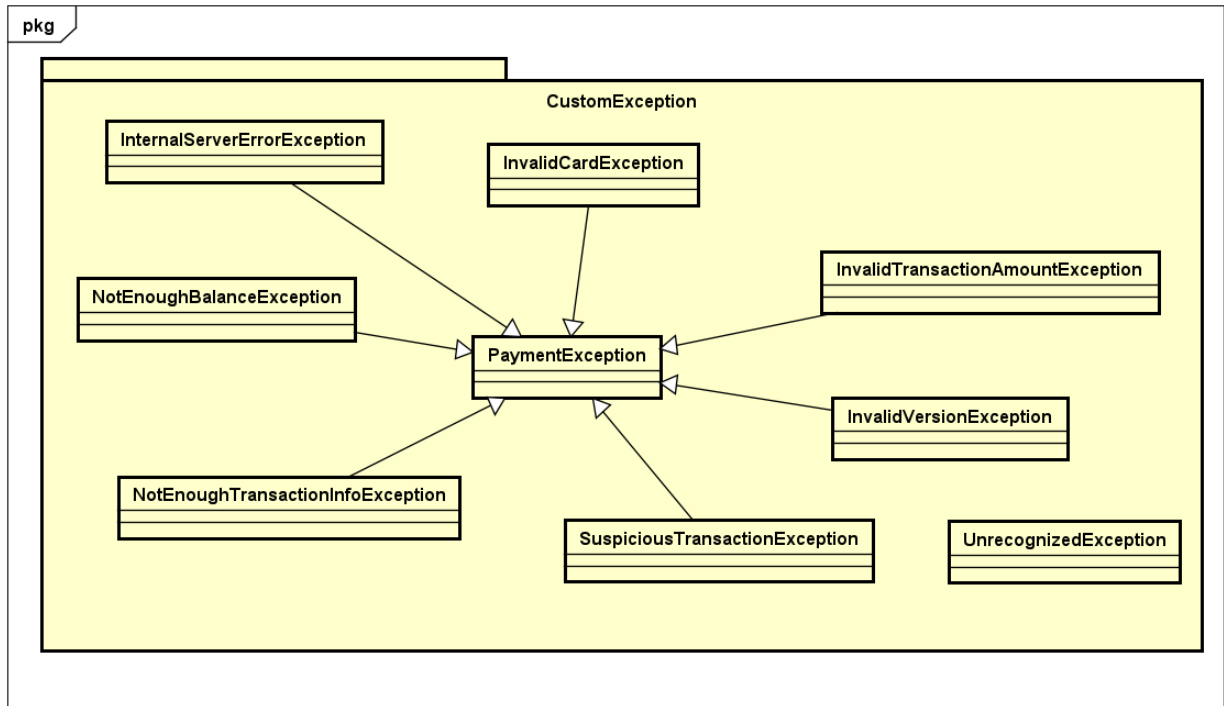 pkg
CustomException
InternalServerErrorException
InvalidCardException
InvalidTransactionAmountException
NotEnoughBalanceException
PaymentException
InvalidVersionException
NotEnoughTransactionInfoException
SuspiciousTransactionException
UnrecognizedException